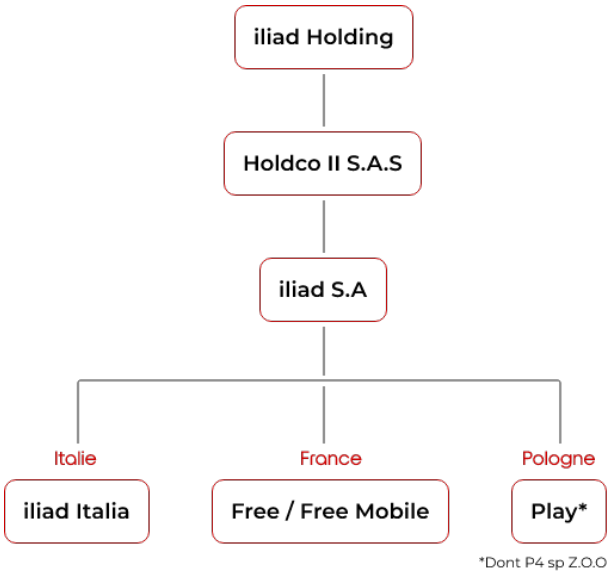 iliad Holding
Holdco II S.A.S
iliad S.A
Italie
France
Pologne
iliad Italia
Free / Free Mobile
Play*
*Dont P4 sp Z.O.O